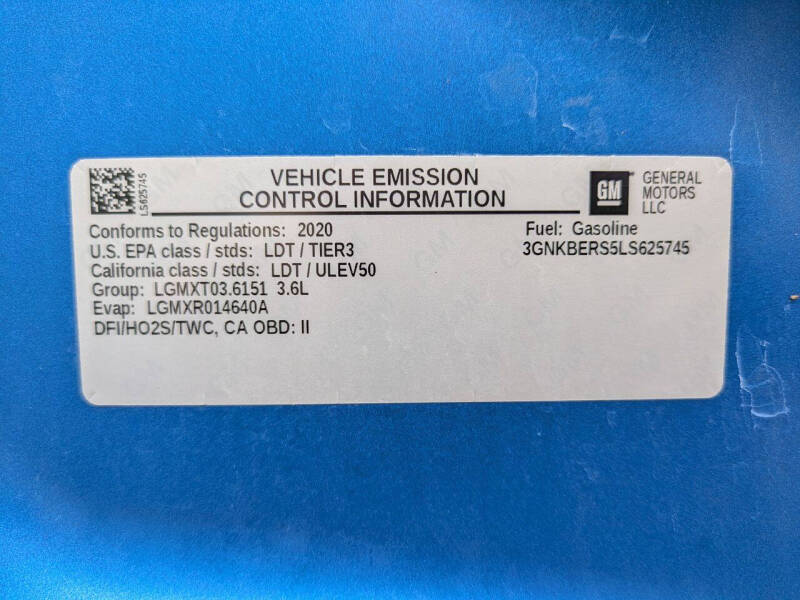 LS625745
VEHICLE EMISSION
CONTROL INFORMATION
GM
GENERAL
MOTORS
LLC
Conforms to Regulations: 2020
U.S. EPA class / stds: LDT / TIER3
California class / stds: LDT / ULEV50
Group: LGMXT03.6151 3.6L
Evap: LGMXR014640A
DFI/HO2S/TWC, CA OBD: II
Fuel: Gasoline
3GNKBERS5LS625745